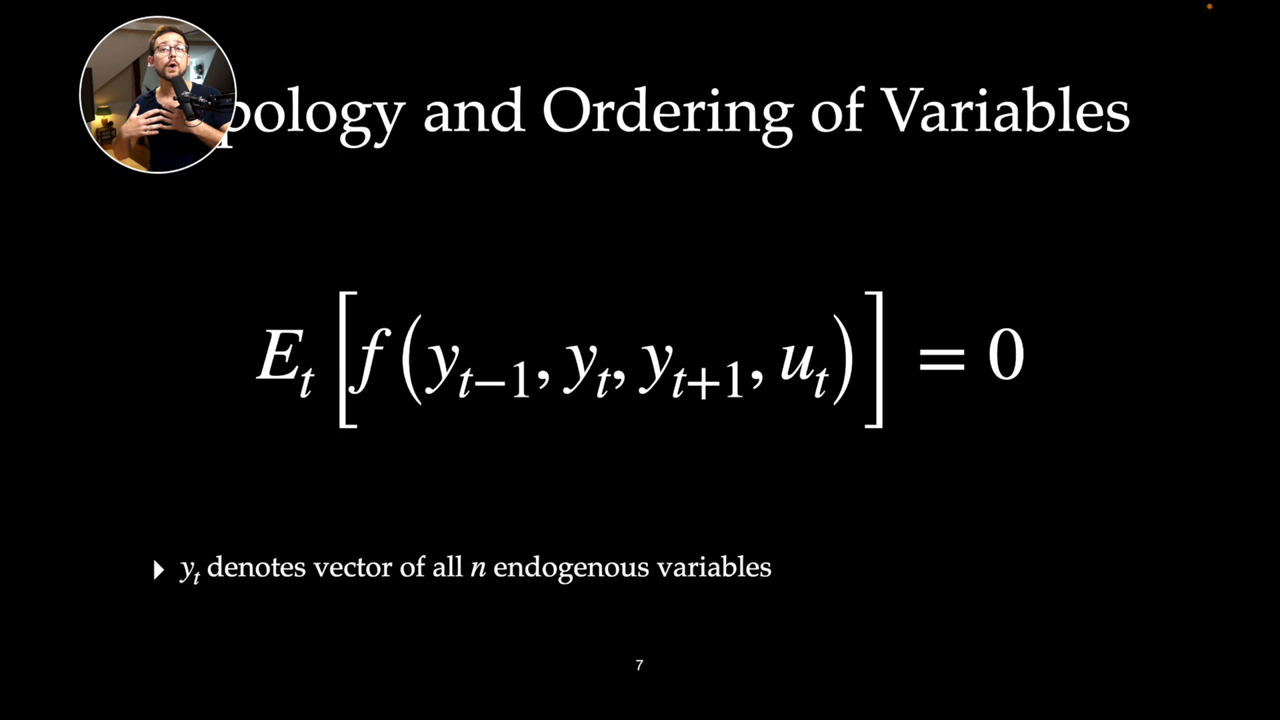 pology and Ordering of Variables
E_t [ f ( y_{t−1}, y_t, y_{t+1}, u_t ) ] = 0
▸ y_t denotes vector of all n endogenous variables
7